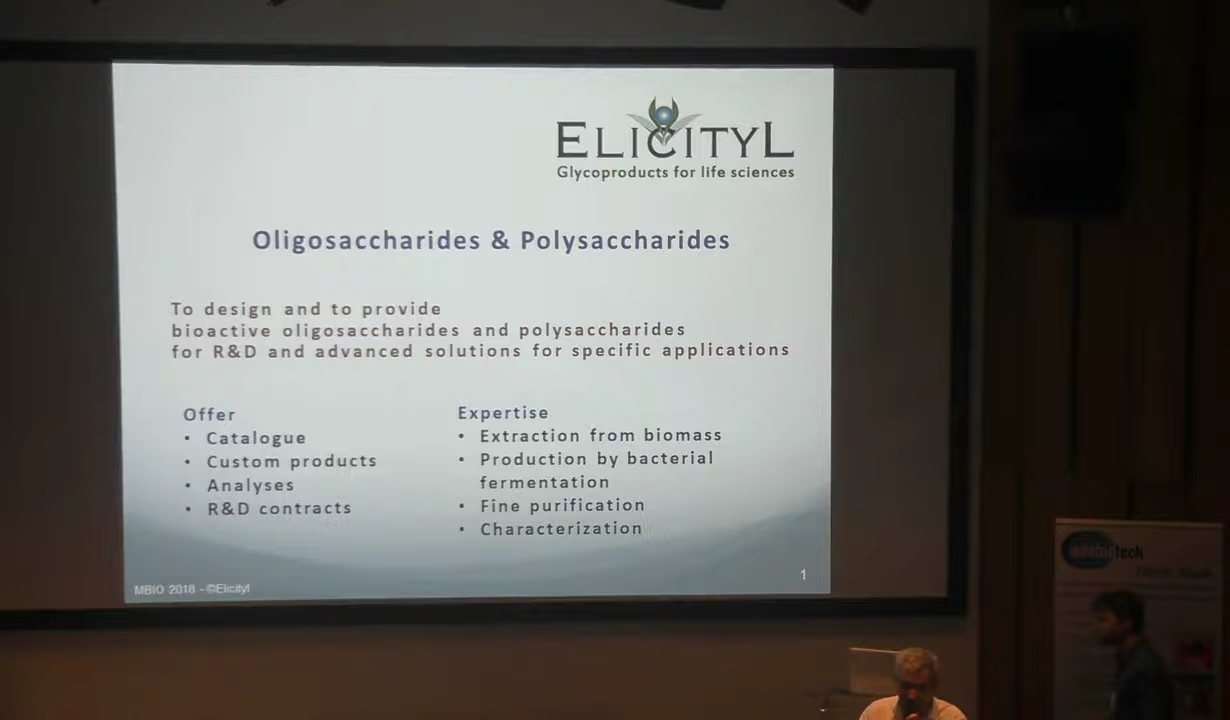 ELICITYL
Glycoproducts for life sciences
Oligosaccharides & Polysaccharides
To design and to provide
bioactive oligosaccharides and polysaccharides
for R&D and advanced solutions for specific applications
Offer
• Catalogue
• Custom products
• Analyses
• R&D contracts
Expertise
• Extraction from biomass
• Production by bacterial
fermentation
• Fine purification
• Characterization
MBIO 2018 - ©Elicityl
1